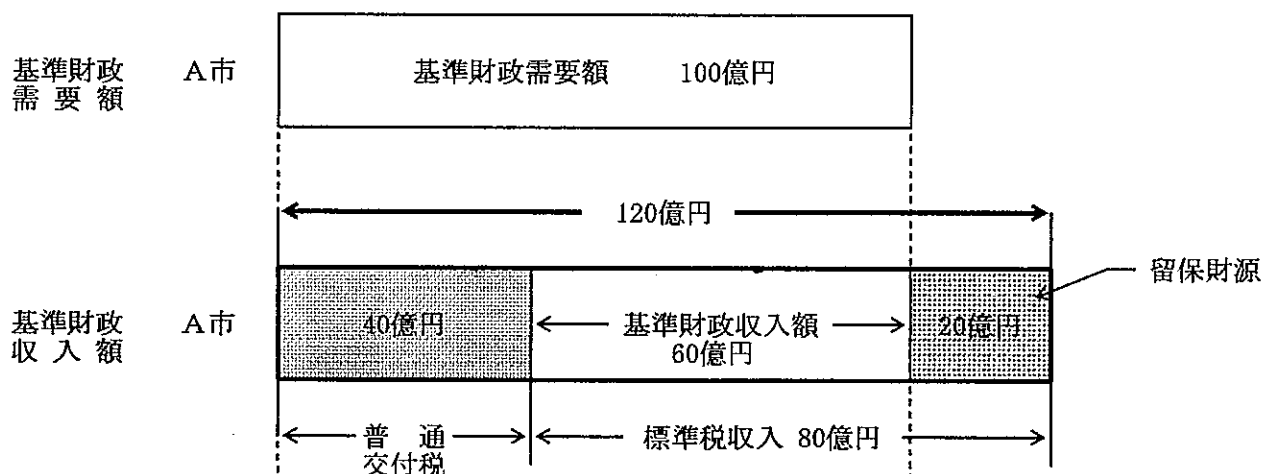 基準財政
需要額
A市
基準財政需要額 100億円
120億円
留保財源
基準財政
収入額
A市
40億円
基準財政収入額
60億円
20億円
普通
交付税
標準税収入 80億円